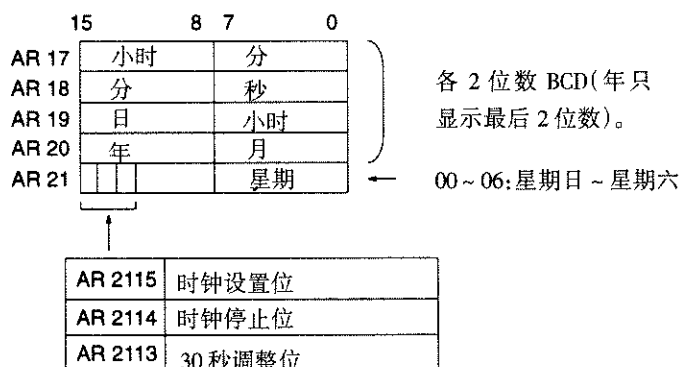 15 8 7 0
AR 17 小时 分
AR 18 分 秒
AR 19 日 小时
AR 20 年 月
AR 21 星期
各 2 位数 BCD(年只
显示最后 2 位数)。
00~06:星期日~星期六
AR 2115 时钟设置位
AR 2114 时钟停止位
AR 2113 30 秒调整位